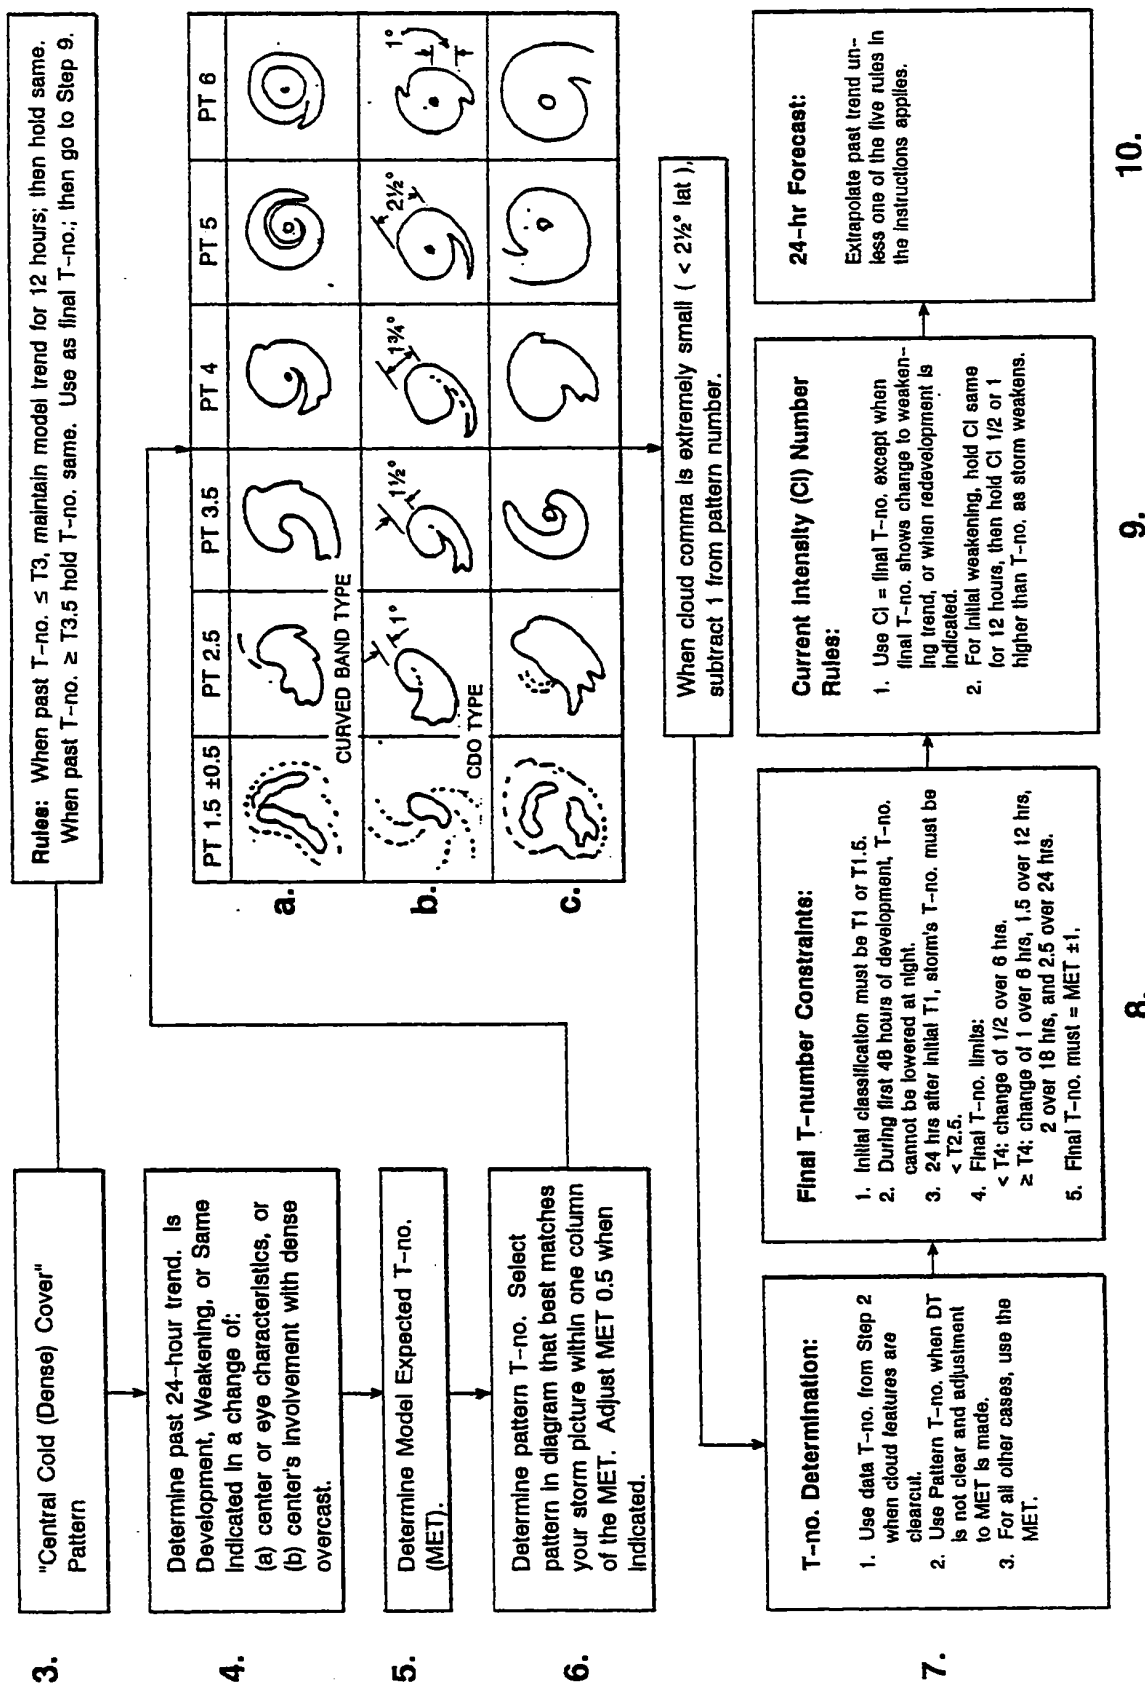 3.
"Central Cold (Dense) Cover"
Pattern
Rules: When past T-no. ≤ T3, maintain model trend for 12 hours; then hold same.
When past T-no. ≥ T3.5 hold T-no. same. Use as final T-no.; then go to Step 9.
4.
Determine past 24-hour trend. Is
Development, Weakening, or Same
Indicated in a change of:
(a) center or eye characteristics, or
(b) center's involvement with dense
overcast.
5.
Determine Model Expected T-no.
(MET).
6.
Determine pattern T-no. Select
pattern in diagram that best matches
your storm picture within one column
of the MET. Adjust MET 0.5 when
indicated.
PT 1.5 ±0.5
PT 2.5
PT 3.5
PT 4
PT 5
PT 6
a.
CURVED BAND TYPE
b.
1°
1½°
1¾°
2½°
1°
CDO TYPE
c.
When cloud comma is extremely small ( < 2½° lat ),
subtract 1 from pattern number.
7.
T-no. Determination:
1. Use data T-no. from Step 2
when cloud features are
clearcut.
2. Use Pattern T-no. when DT
is not clear and adjustment
to MET is made.
3. For all other cases, use the
MET.
8.
Final T-number Constraints:
1. Initial classification must be T1 or T1.5.
2. During first 48 hours of development, T-no.
cannot be lowered at night.
3. 24 hrs after initial T1, storm's T-no. must be
< T2.5.
4. Final T-no. limits:
< T4: change of 1/2 over 6 hrs.
≥ T4: change of 1 over 6 hrs, 1.5 over 12 hrs,
2 over 18 hrs, and 2.5 over 24 hrs.
5. Final T-no. must = MET ±1.
9.
Current Intensity (CI) Number
Rules:
1. Use CI = final T-no. except when
final T-no. shows change to weaken-
ing trend, or when redevelopment is
indicated.
2. For initial weakening, hold CI same
for 12 hours, then hold CI 1/2 or 1
higher than T-no. as storm weakens.
10.
24-hr Forecast:
Extrapolate past trend un-
less one of the five rules in
the instructions applies.